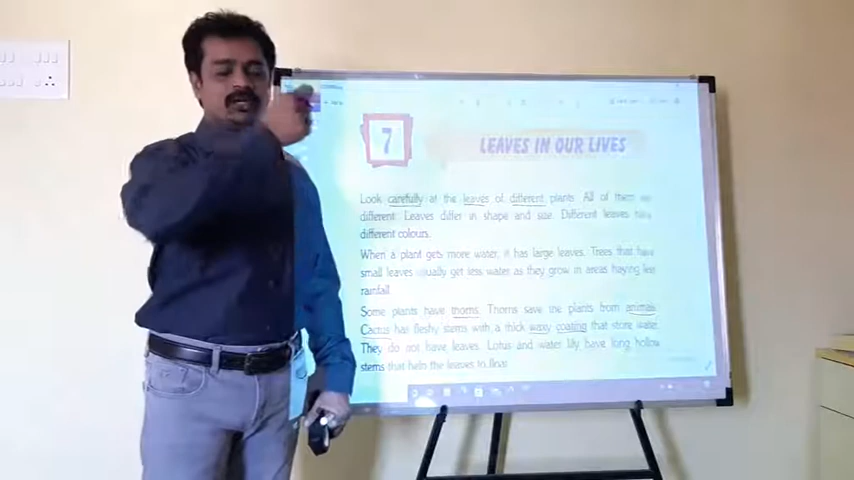 7
LEAVES IN OUR LIVES
Look carefully at the leaves of different plants. All of them are
different. Leaves differ in shape and size. Different leaves have
different colours.
When a plant gets more water, it has large leaves. Trees that have
small leaves usually get less water as they grow in areas having less
rainfall.
Some plants have thorns. Thorns save the plants from animals.
Cactus has fleshy stems with a thick waxy coating that store water.
They do not have leaves. Lotus and water lily have long, hollow
stems that help the leaves to float.